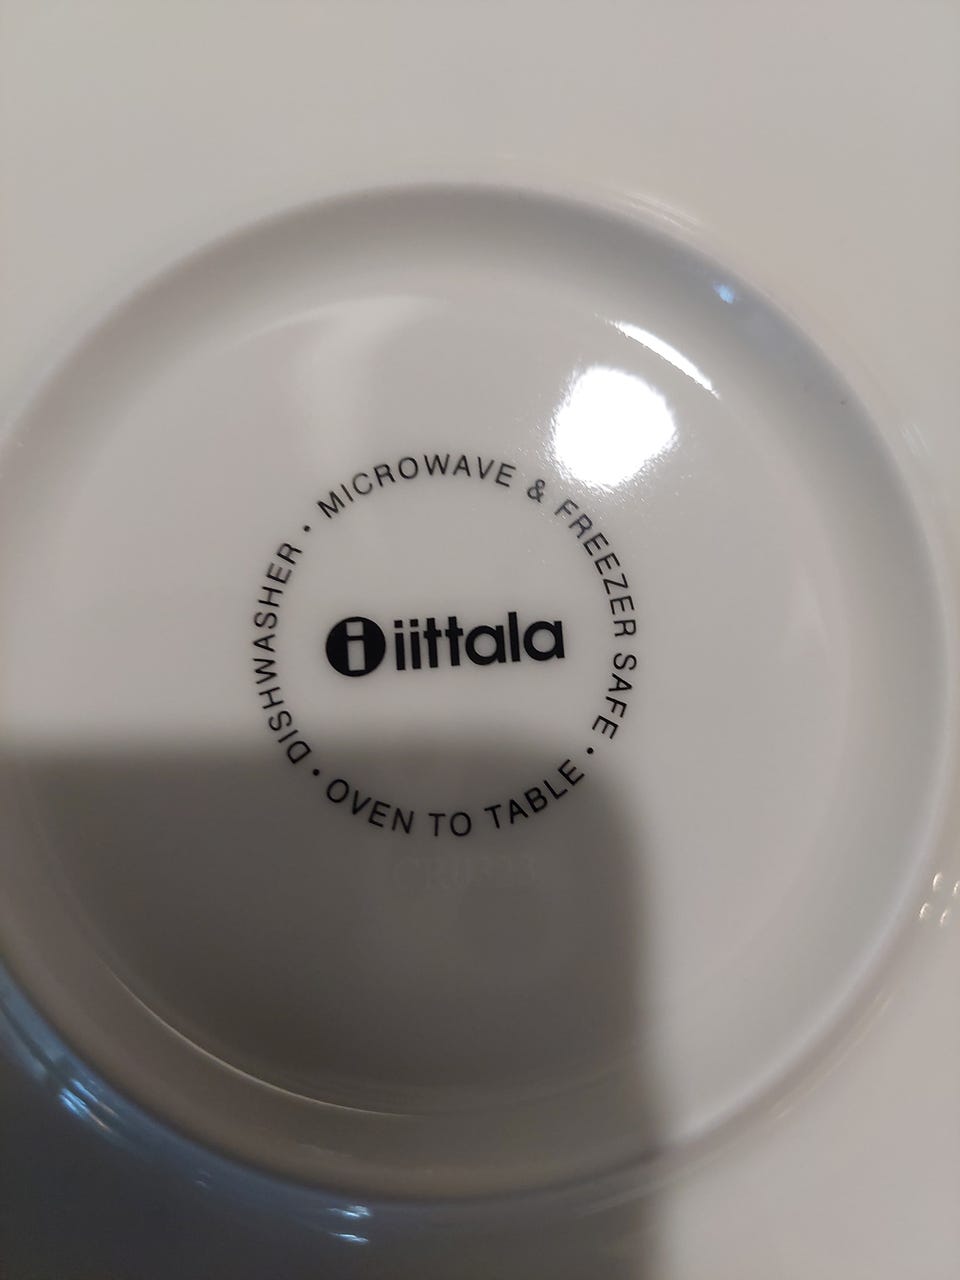 DISHWASHER • MICROWAVE & FREEZER SAFE • OVEN TO TABLE •
i iittala